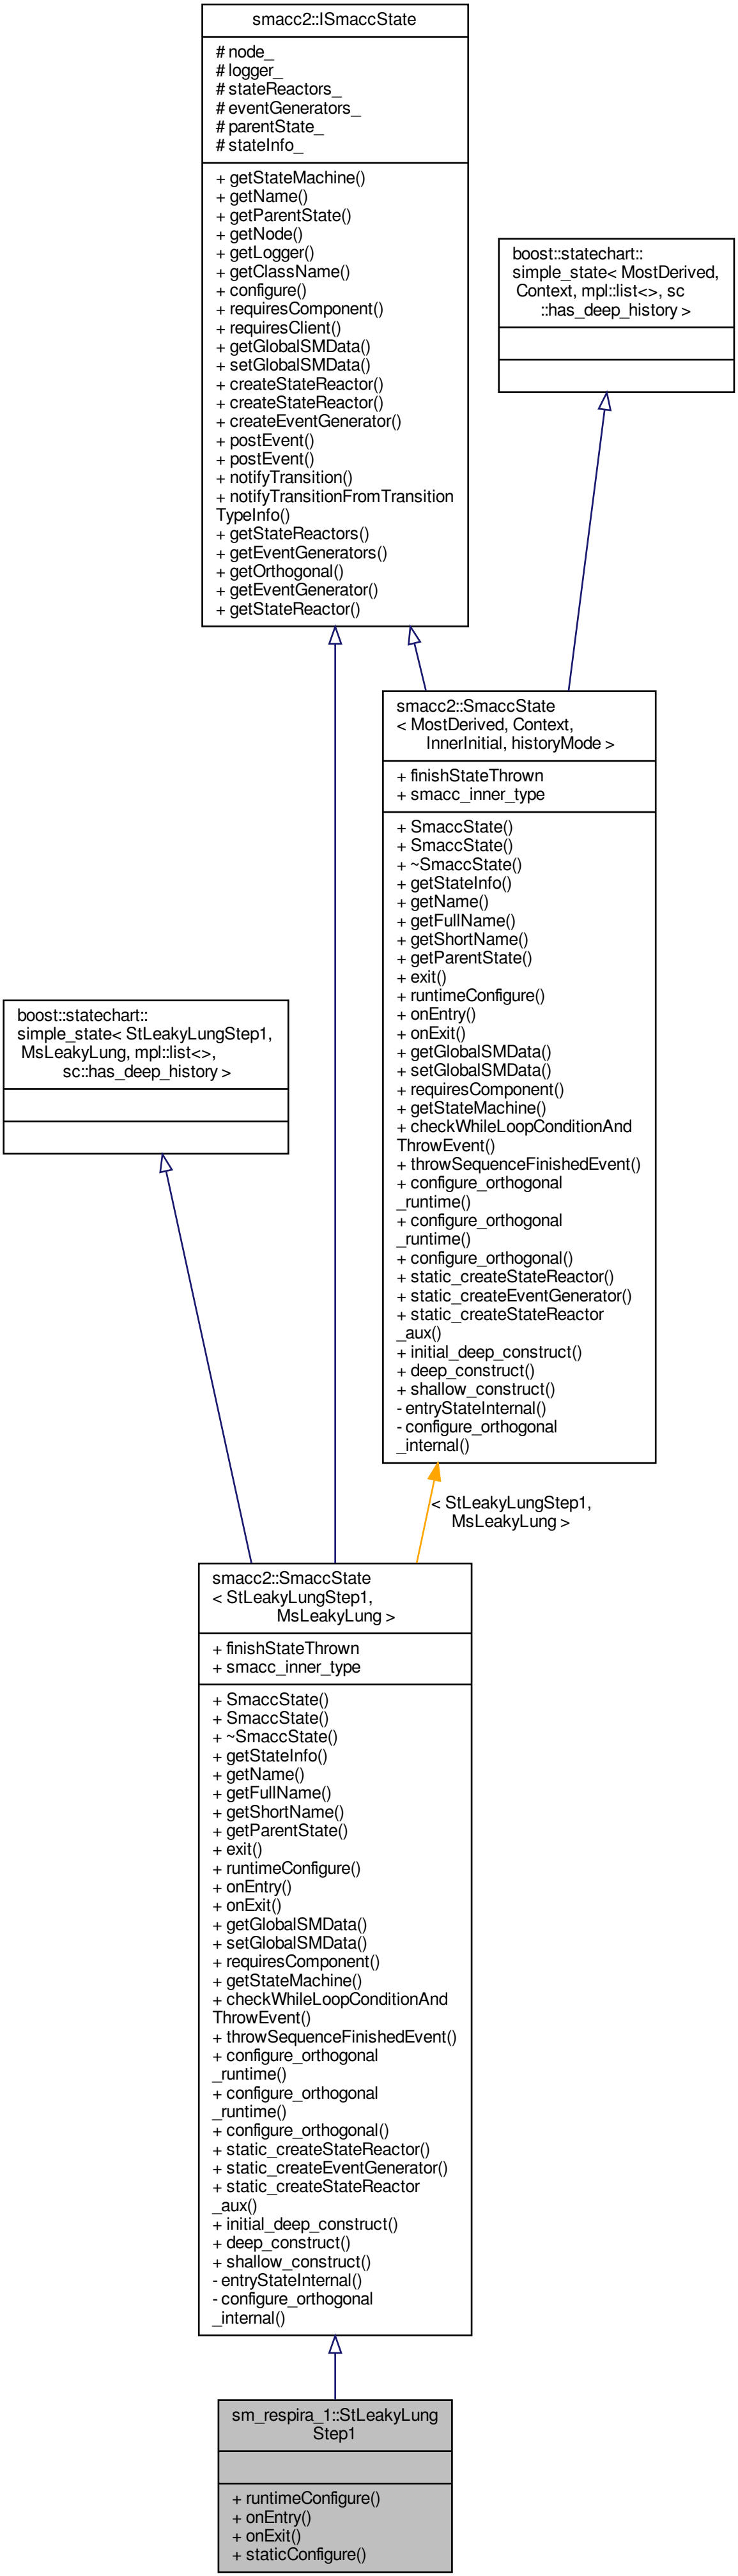 smacc2::ISmaccState
# node_
# logger_
# stateReactors_
# eventGenerators_
# parentState_
# stateInfo_
+ getStateMachine()
+ getName()
+ getParentState()
+ getNode()
+ getLogger()
+ getClassName()
+ configure()
+ requiresComponent()
+ requiresClient()
+ getGlobalSMData()
+ setGlobalSMData()
+ createStateReactor()
+ createStateReactor()
+ createEventGenerator()
+ postEvent()
+ postEvent()
+ notifyTransition()
+ notifyTransitionFromTransition
TypeInfo()
+ getStateReactors()
+ getEventGenerators()
+ getOrthogonal()
+ getEventGenerator()
+ getStateReactor()
boost::statechart::
simple_state< MostDerived,
Context, mpl::list<>, sc
::has_deep_history >
smacc2::SmaccState
< MostDerived, Context,
InnerInitial, historyMode >
+ finishStateThrown
+ smacc_inner_type
+ SmaccState()
+ SmaccState()
+ ~SmaccState()
+ getStateInfo()
+ getName()
+ getFullName()
+ getShortName()
+ getParentState()
+ exit()
+ runtimeConfigure()
+ onEntry()
+ onExit()
+ getGlobalSMData()
+ setGlobalSMData()
+ requiresComponent()
+ getStateMachine()
+ checkWhileLoopConditionAnd
ThrowEvent()
+ throwSequenceFinishedEvent()
+ configure_orthogonal
_runtime()
+ configure_orthogonal
_runtime()
+ configure_orthogonal()
+ static_createStateReactor()
+ static_createEventGenerator()
+ static_createStateReactor
_aux()
+ initial_deep_construct()
+ deep_construct()
+ shallow_construct()
- entryStateInternal()
- configure_orthogonal
_internal()
boost::statechart::
simple_state< StLeakyLungStep1,
MsLeakyLung, mpl::list<>,
sc::has_deep_history >
< StLeakyLungStep1,
MsLeakyLung >
smacc2::SmaccState
< StLeakyLungStep1,
MsLeakyLung >
+ finishStateThrown
+ smacc_inner_type
+ SmaccState()
+ SmaccState()
+ ~SmaccState()
+ getStateInfo()
+ getName()
+ getFullName()
+ getShortName()
+ getParentState()
+ exit()
+ runtimeConfigure()
+ onEntry()
+ onExit()
+ getGlobalSMData()
+ setGlobalSMData()
+ requiresComponent()
+ getStateMachine()
+ checkWhileLoopConditionAnd
ThrowEvent()
+ throwSequenceFinishedEvent()
+ configure_orthogonal
_runtime()
+ configure_orthogonal
_runtime()
+ configure_orthogonal()
+ static_createStateReactor()
+ static_createEventGenerator()
+ static_createStateReactor
_aux()
+ initial_deep_construct()
+ deep_construct()
+ shallow_construct()
- entryStateInternal()
- configure_orthogonal
_internal()
sm_respira_1::StLeakyLung
Step1
+ runtimeConfigure()
+ onEntry()
+ onExit()
+ staticConfigure()